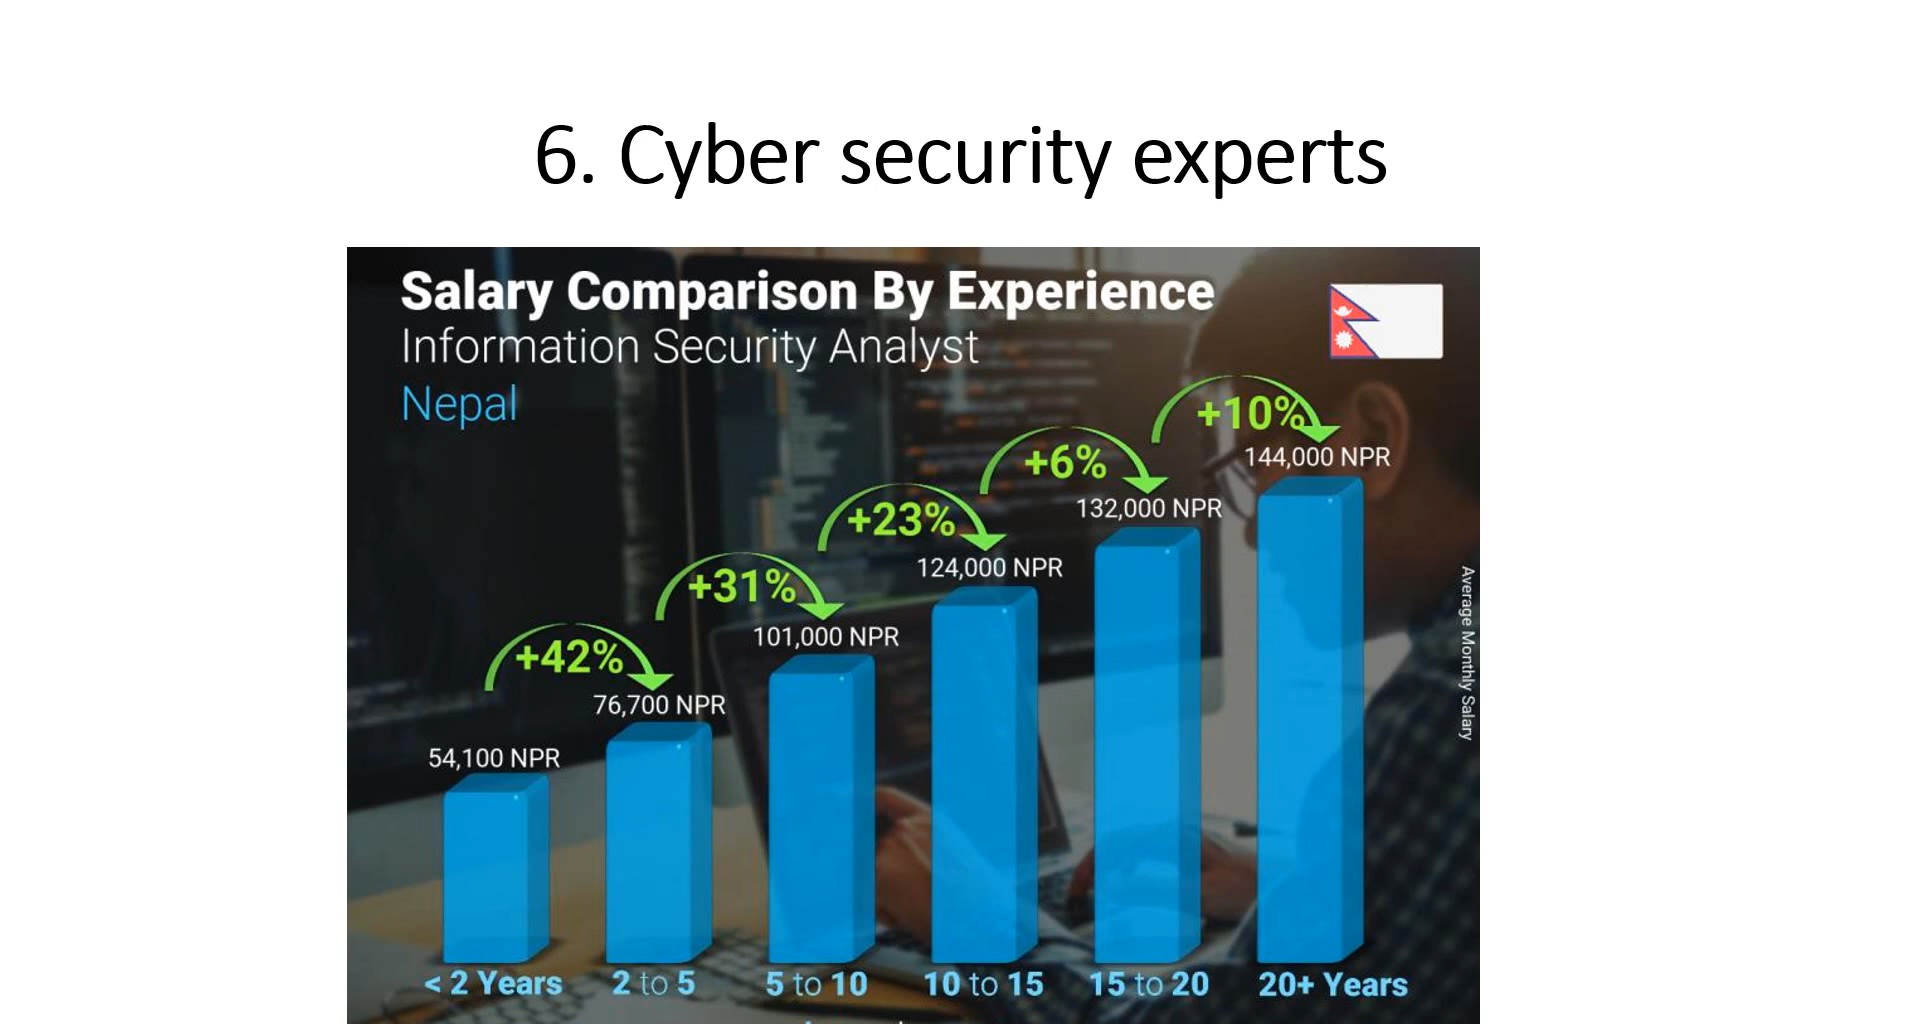 6. Cyber security experts
Salary Comparison By Experience
Information Security Analyst
Nepal
+10%
144,000 NPR
+6%
132,000 NPR
+23%
124,000 NPR
+31%
101,000 NPR
+42%
76,700 NPR
54,100 NPR
Average Monthly Salary
< 2 Years 2 to 5 5 to 10 10 to 15 15 to 20 20+ Years